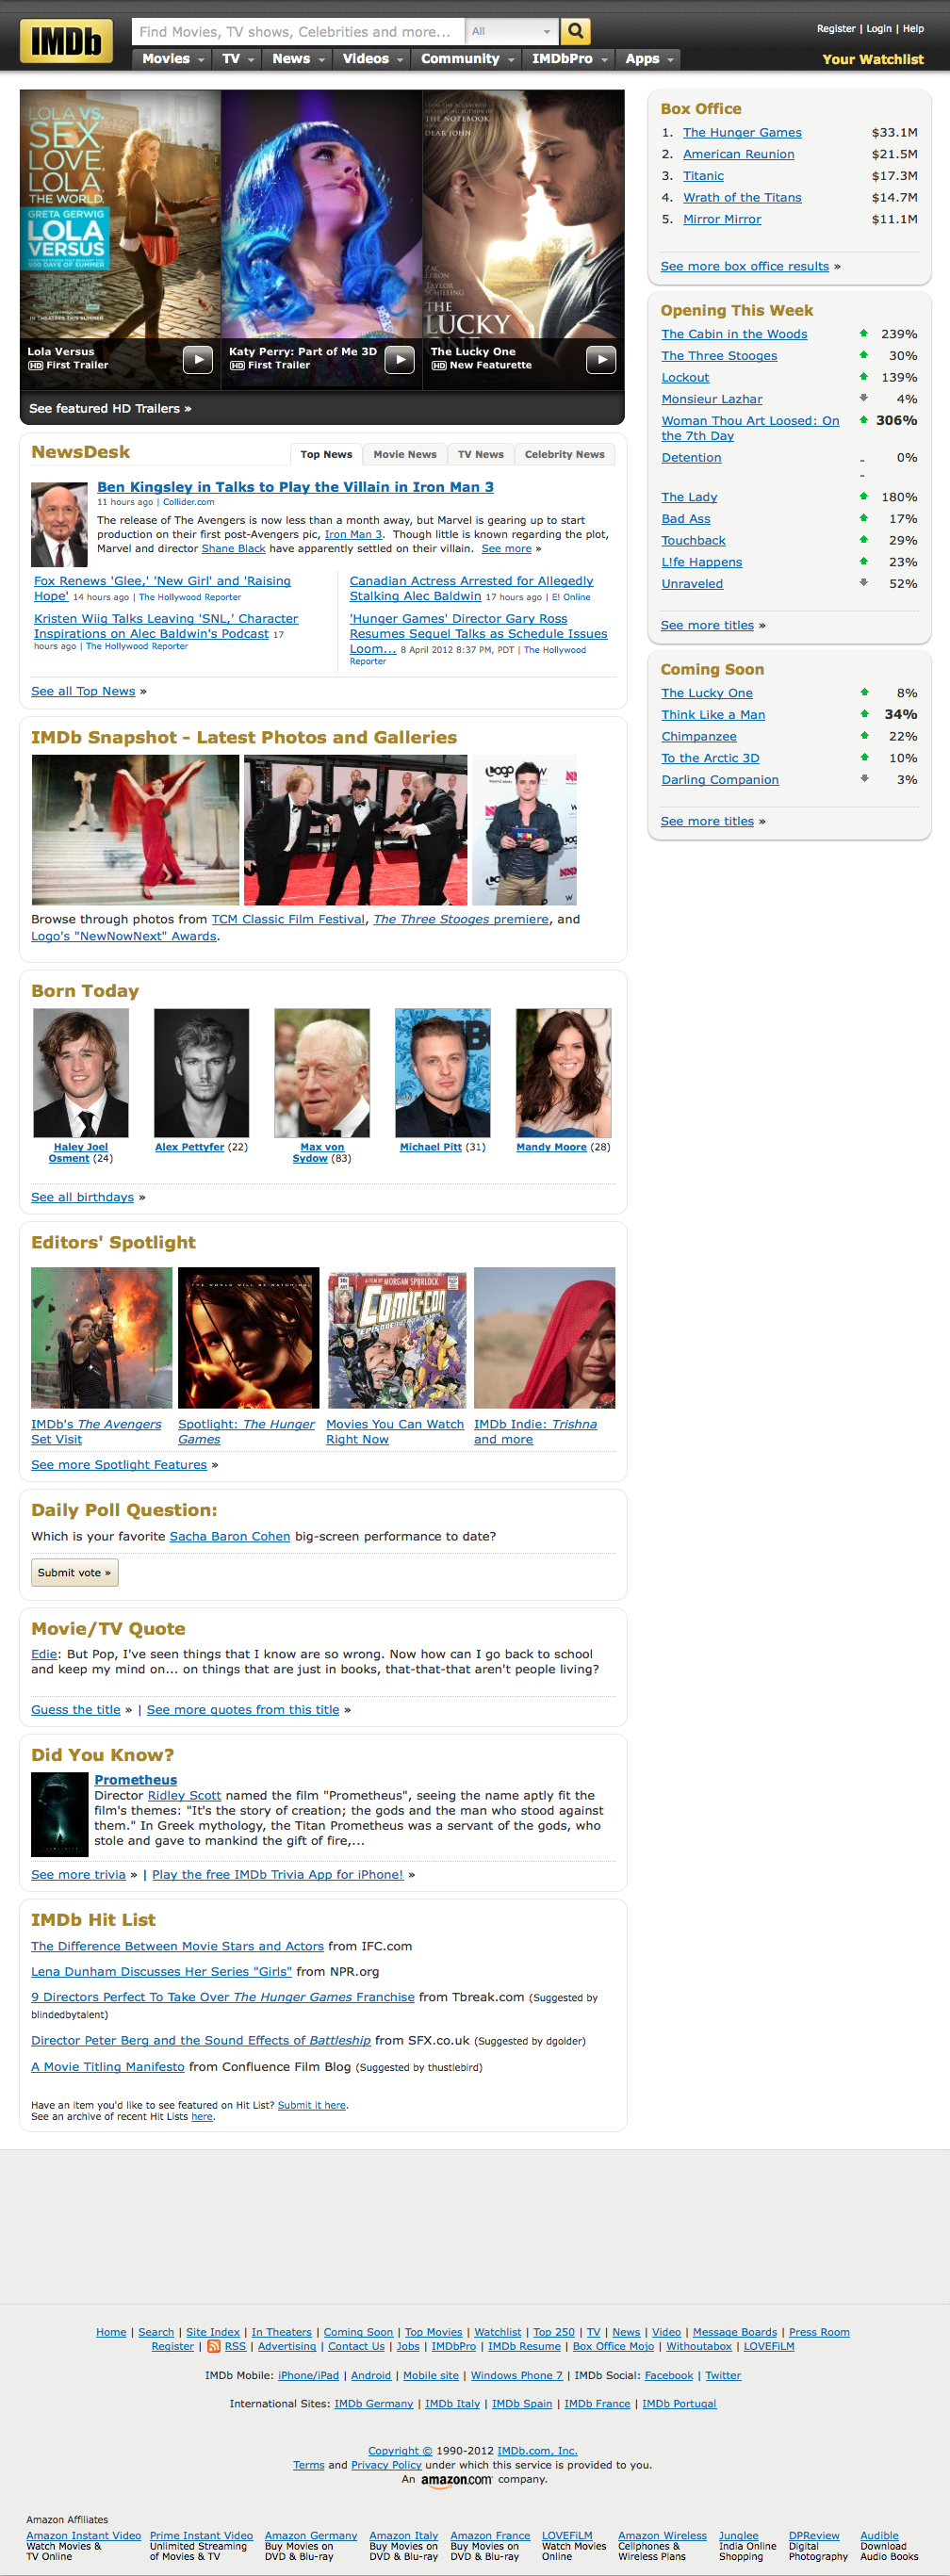 IMDb
Find Movies, TV shows, Celebrities and more...
All
Register | Login | Help
Movies
TV
News
Videos
Community
IMDbPro
Apps
Your Watchlist
LOLA VS.
SEX,
LOVE,
LOLA,
THE WORLD.
GRETA GERWIG
LOLA
VERSUS
500 DAYS OF SUMMER
Lola Versus
HD First Trailer
Katy Perry: Part of Me 3D
HD First Trailer
THE NOTEBOOK
DEAR JOHN
ZAC
EFRON
TAYLOR
SCHILLING
THE
LUCKY
The Lucky One
HD New Featurette
See featured HD Trailers »
NewsDesk
Top News
Movie News
TV News
Celebrity News
Ben Kingsley in Talks to Play the Villain in Iron Man 3
11 hours ago | Collider.com
The release of The Avengers is now less than a month away, but Marvel is gearing up to start
production on their first post-Avengers pic, Iron Man 3. Though little is known regarding the plot,
Marvel and director Shane Black have apparently settled on their villain. See more »
Fox Renews 'Glee,' 'New Girl' and 'Raising
Hope' 14 hours ago | The Hollywood Reporter
Kristen Wiig Talks Leaving 'SNL,' Character
Inspirations on Alec Baldwin's Podcast 17
hours ago | The Hollywood Reporter
Canadian Actress Arrested for Allegedly
Stalking Alec Baldwin 17 hours ago | E! Online
'Hunger Games' Director Gary Ross
Resumes Sequel Talks as Schedule Issues
Loom... 8 April 2012 8:37 PM, PDT | The Hollywood
Reporter
See all Top News »
IMDb Snapshot - Latest Photos and Galleries
Browse through photos from TCM Classic Film Festival, The Three Stooges premiere, and
Logo's "NewNowNext" Awards.
Born Today
Haley Joel
Osment (24)
Alex Pettyfer (22)
Max von
Sydow (83)
Michael Pitt (31)
Mandy Moore (28)
See all birthdays »
Editors' Spotlight
A FILM BY MORGAN SPURLOCK
COMIC-CON
IMDb's The Avengers
Set Visit
Spotlight: The Hunger
Games
Movies You Can Watch
Right Now
IMDb Indie: Trishna
and more
See more Spotlight Features »
Daily Poll Question:
Which is your favorite Sacha Baron Cohen big-screen performance to date?
Submit vote »
Movie/TV Quote
Edie: But Pop, I've seen things that I know are so wrong. Now how can I go back to school
and keep my mind on... on things that are just in books, that-that-that aren't people living?
Guess the title » | See more quotes from this title »
Did You Know?
Prometheus
Director Ridley Scott named the film "Prometheus", seeing the name aptly fit the
film's themes: "It's the story of creation; the gods and the man who stood against
them." In Greek mythology, the Titan Prometheus was a servant of the gods, who
stole and gave to mankind the gift of fire,...
See more trivia » | Play the free IMDb Trivia App for iPhone! »
IMDb Hit List
The Difference Between Movie Stars and Actors from IFC.com
Lena Dunham Discusses Her Series "Girls" from NPR.org
9 Directors Perfect To Take Over The Hunger Games Franchise from Tbreak.com (Suggested by
blindedbytalent)
Director Peter Berg and the Sound Effects of Battleship from SFX.co.uk (Suggested by dgolder)
A Movie Titling Manifesto from Confluence Film Blog (Suggested by thustlebird)
Have an item you'd like to see featured on Hit List? Submit it here.
See an archive of recent Hit Lists here.
Box Office
1. The Hunger Games $33.1M
2. American Reunion $21.5M
3. Titanic $17.3M
4. Wrath of the Titans $14.7M
5. Mirror Mirror $11.1M
See more box office results »
Opening This Week
The Cabin in the Woods 239%
The Three Stooges 30%
Lockout 139%
Monsieur Lazhar 4%
Woman Thou Art Loosed: On 306%
the 7th Day
Detention -- 0%
The Lady 180%
Bad Ass 17%
Touchback 29%
L!fe Happens 23%
Unraveled 52%
See more titles »
Coming Soon
The Lucky One 8%
Think Like a Man 34%
Chimpanzee 22%
To the Arctic 3D 10%
Darling Companion 3%
See more titles »
Home | Search | Site Index | In Theaters | Coming Soon | Top Movies | Watchlist | Top 250 | TV | News | Video | Message Boards | Press Room
Register | RSS | Advertising | Contact Us | Jobs | IMDbPro | IMDb Resume | Box Office Mojo | Withoutabox | LOVEFiLM
IMDb Mobile: iPhone/iPad | Android | Mobile site | Windows Phone 7 | IMDb Social: Facebook | Twitter
International Sites: IMDb Germany | IMDb Italy | IMDb Spain | IMDb France | IMDb Portugal
Copyright © 1990-2012 IMDb.com, Inc.
Terms and Privacy Policy under which this service is provided to you.
An amazon.com company.
Amazon Affiliates
Amazon Instant Video
Watch Movies &
TV Online
Prime Instant Video
Unlimited Streaming
of Movies & TV
Amazon Germany
Buy Movies on
DVD & Blu-ray
Amazon Italy
Buy Movies on
DVD & Blu-ray
Amazon France
Buy Movies on
DVD & Blu-ray
LOVEFiLM
Watch Movies
Online
Amazon Wireless
Cellphones &
Wireless Plans
Junglee
India Online
Shopping
DPReview
Digital
Photography
Audible
Download
Audio Books